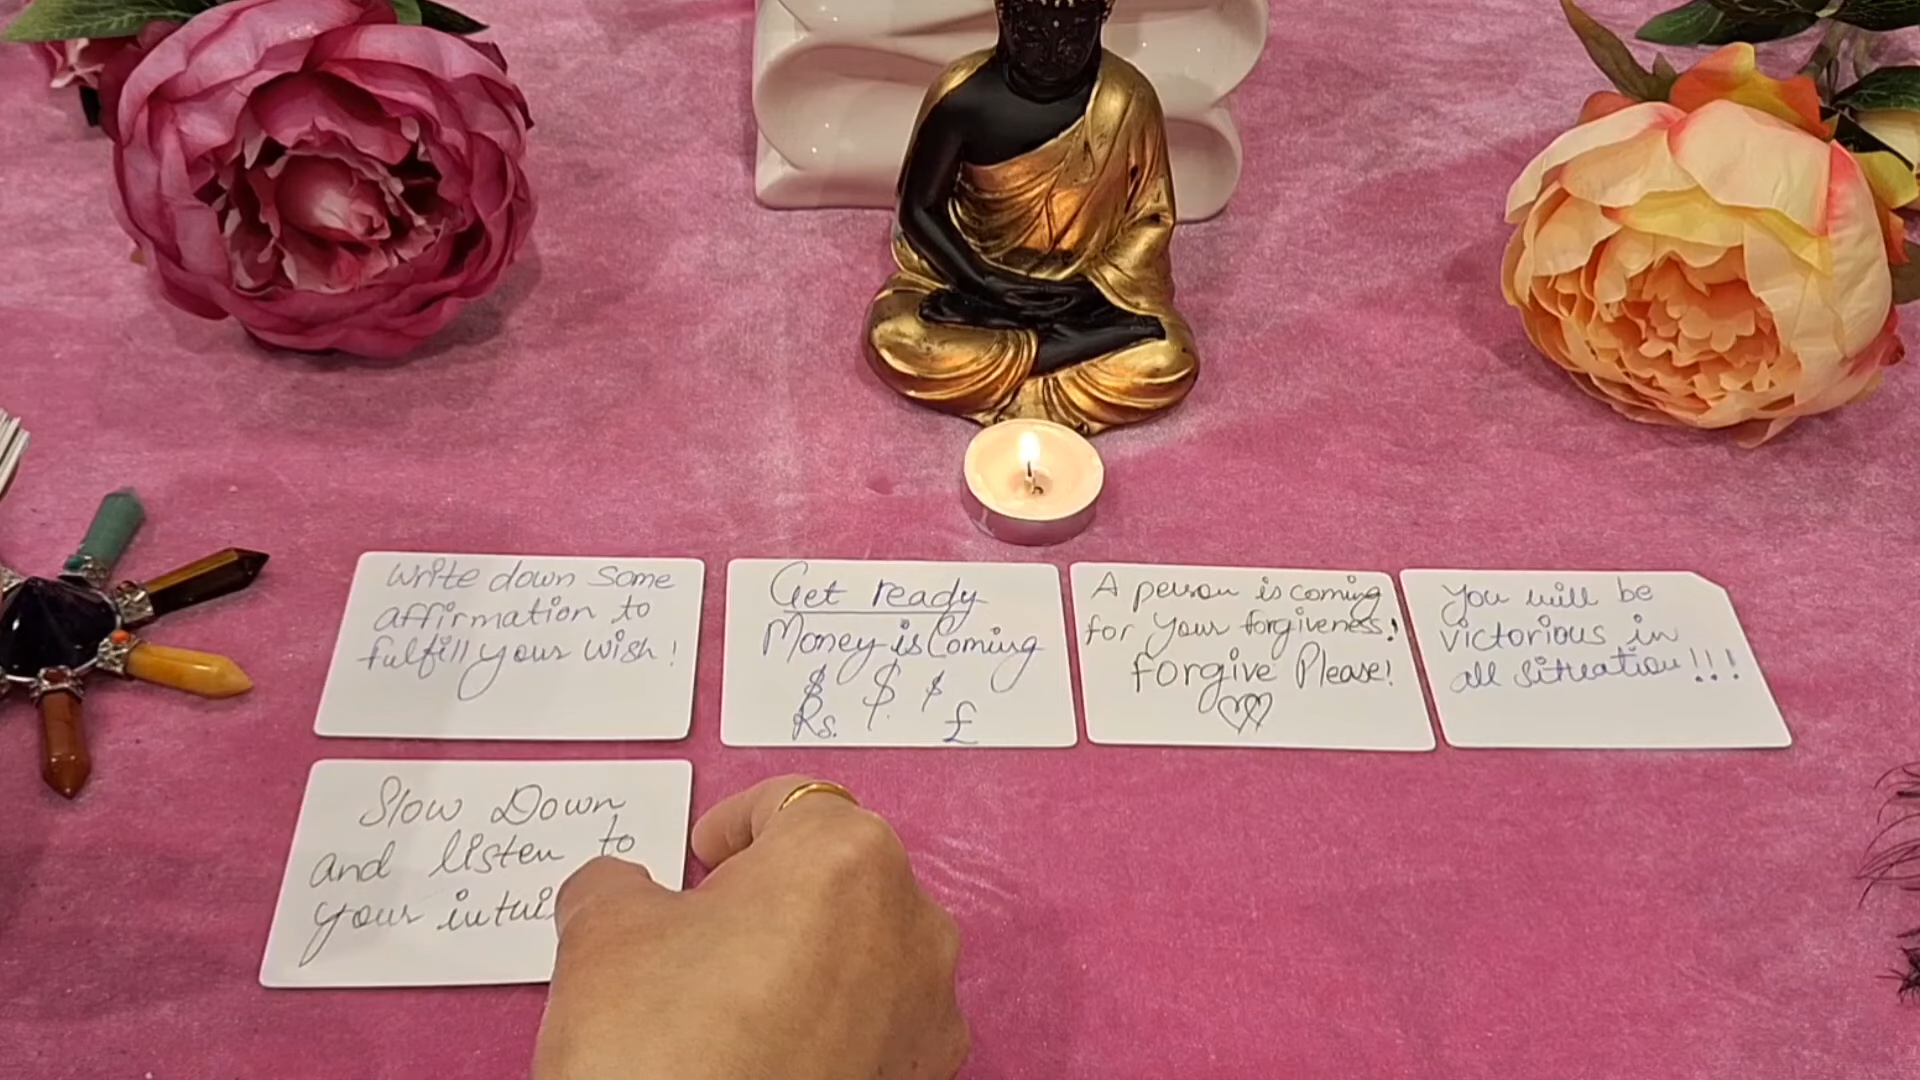 Write down some
affirmation to
fulfill your wish!
Get ready
Money is Coming
$ $ $
Rs. £
A person is coming
for your forgiveness!
forgive Please!
You will be
victorious in
all situation!!!
Slow Down
and listen to
your